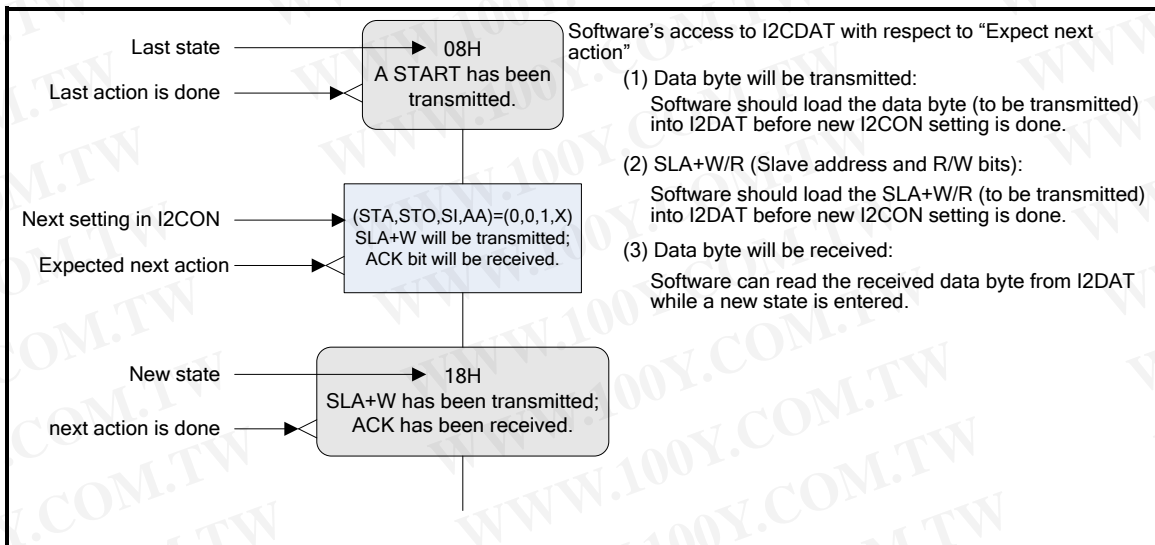 Last state
08H
Last action is done
A START has been
transmitted.
Next setting in I2CON
(STA,STO,SI,AA)=(0,0,1,X)
SLA+W will be transmitted;
Expected next action
ACK bit will be received.
New state
18H
SLA+W has been transmitted;
next action is done
ACK has been received.
Software's access to I2CDAT with respect to “Expect next
action”
(1) Data byte will be transmitted:
Software should load the data byte (to be transmitted)
into I2DAT before new I2CON setting is done.
(2) SLA+W/R (Slave address and R/W bits):
Software should load the SLA+W/R (to be transmitted)
into I2DAT before new I2CON setting is done.
(3) Data byte will be received:
Software can read the received data byte from I2DAT
while a new state is entered.
WWW.100Y.COM.TW